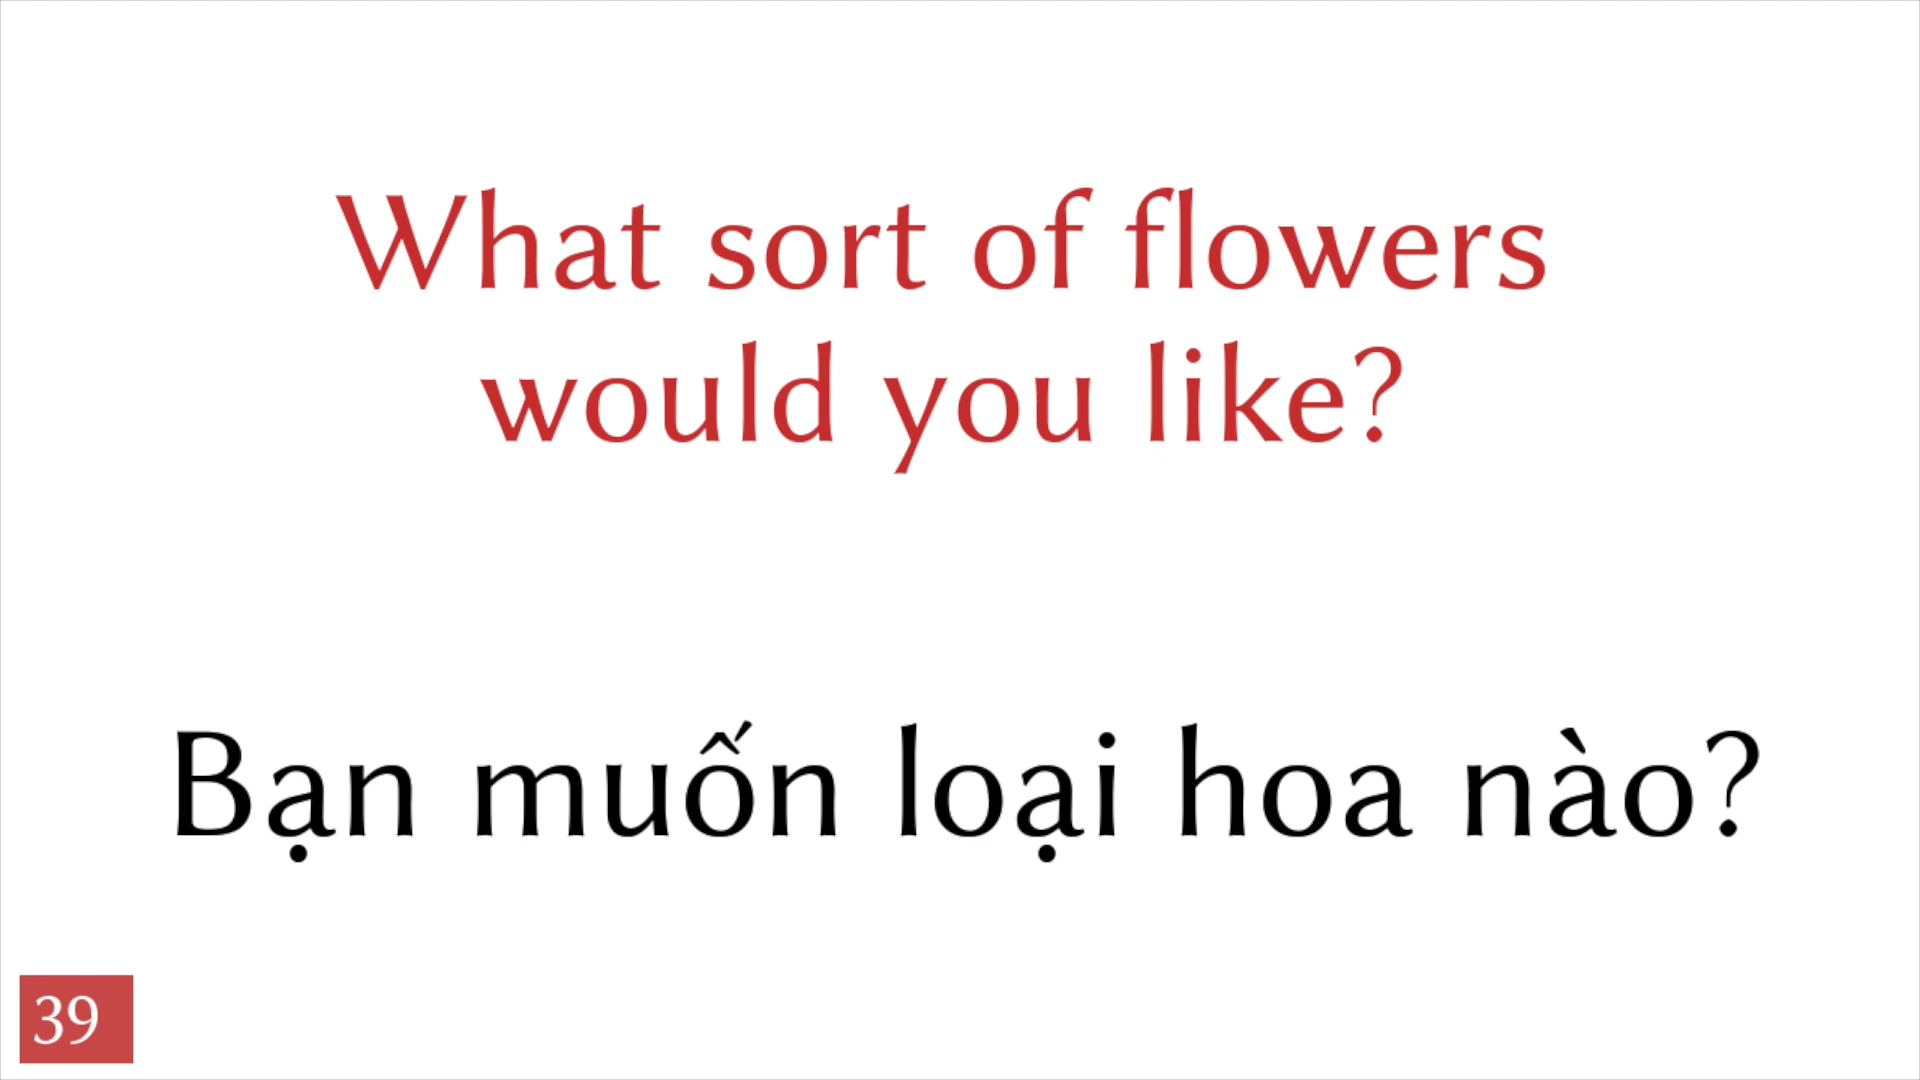 What sort of flowers
would you like?
Bạn muốn loại hoa nào?
39